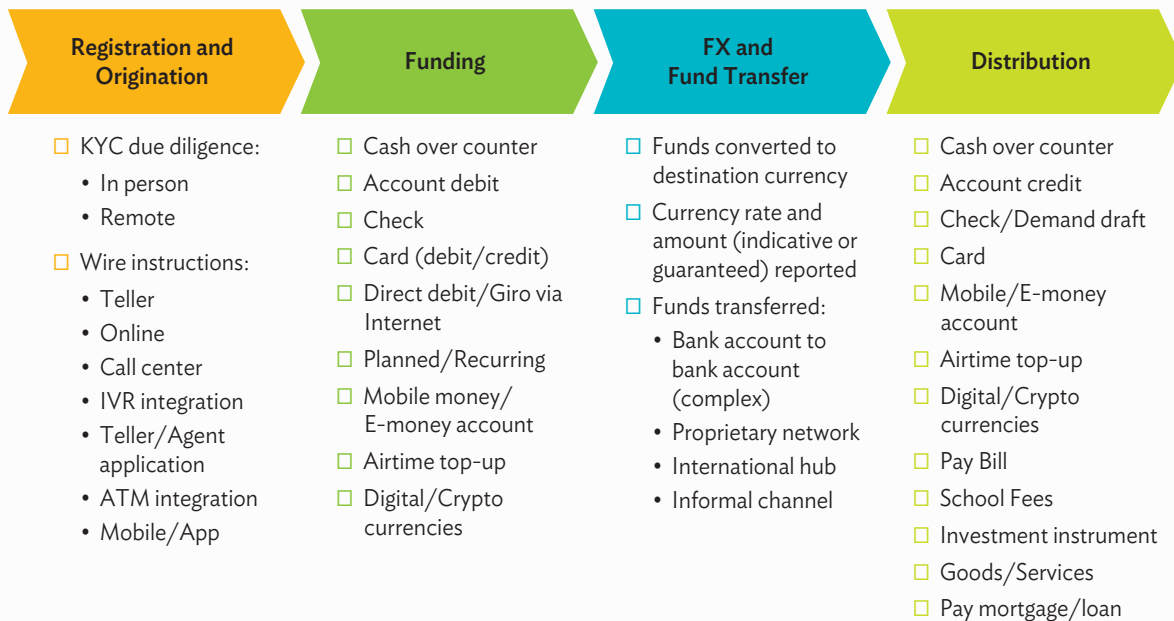 Registration and
Origination
Funding
FX and
Fund Transfer
Distribution
KYC due diligence:
• In person
• Remote
Wire instructions:
• Teller
• Online
• Call center
• IVR integration
• Teller/Agent
application
• ATM integration
• Mobile/App
Cash over counter
Account debit
Check
Card (debit/credit)
Direct debit/Giro via
Internet
Planned/Recurring
Mobile money/
E-money account
Airtime top-up
Digital/Crypto
currencies
Funds converted to
destination currency
Currency rate and
amount (indicative or
guaranteed) reported
Funds transferred:
• Bank account to
bank account
(complex)
• Proprietary network
• International hub
• Informal channel
Cash over counter
Account credit
Check/Demand draft
Card
Mobile/E-money
account
Airtime top-up
Digital/Crypto
currencies
Pay Bill
School Fees
Investment instrument
Goods/Services
Pay mortgage/loan